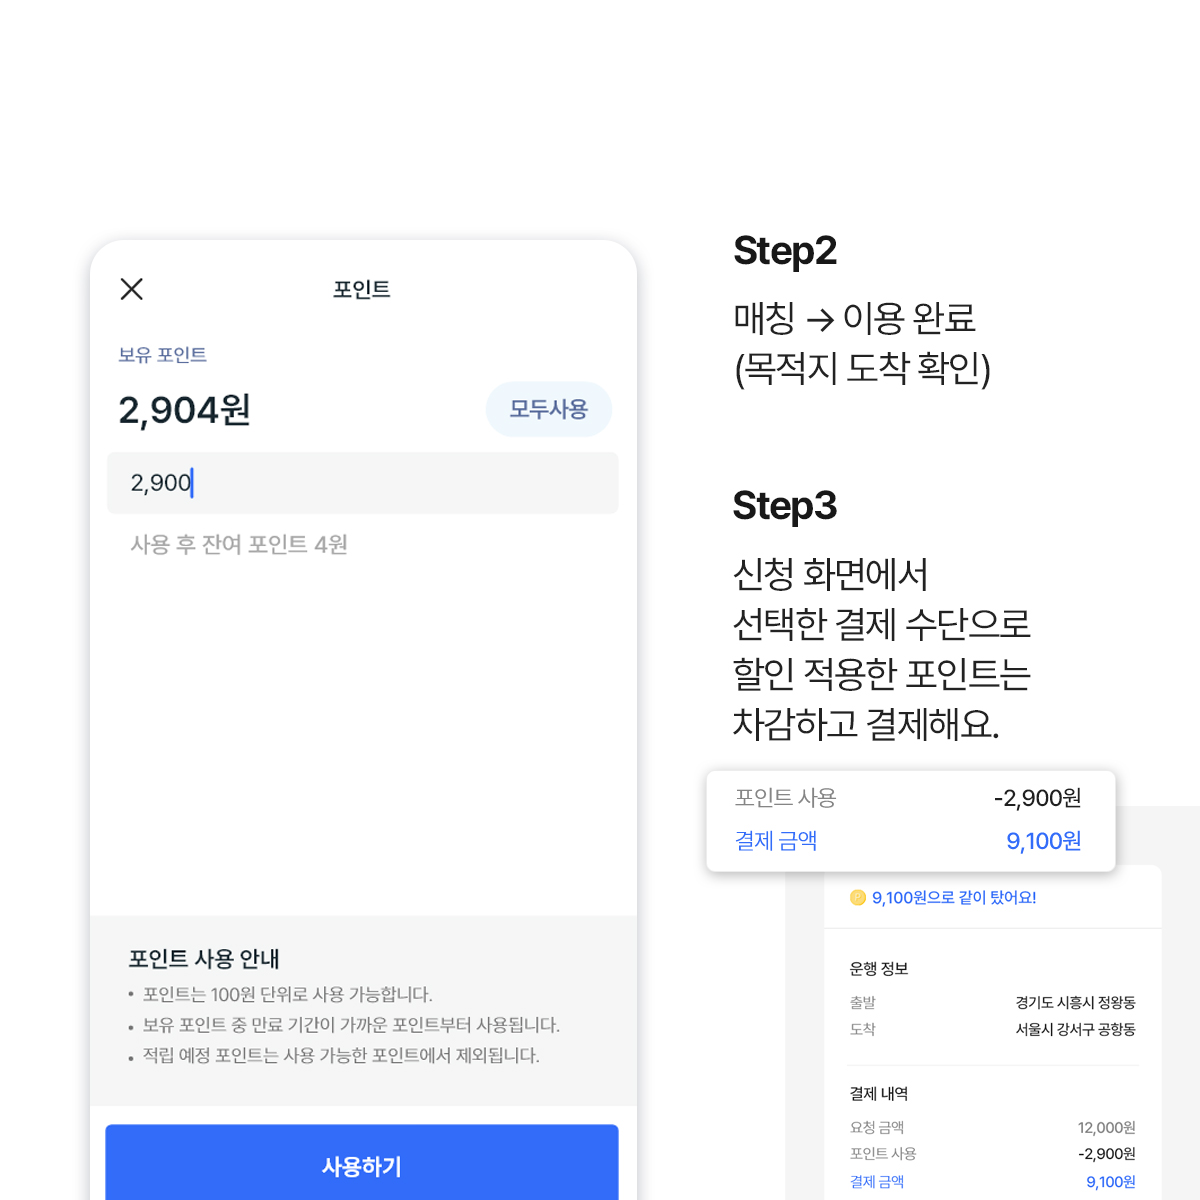 포인트
보유 포인트
2,904원
모두사용
2,900
사용 후 잔여 포인트 4원
포인트 사용 안내
• 포인트는 100원 단위로 사용 가능합니다.
• 보유 포인트 중 만료 기간이 가까운 포인트부터 사용됩니다.
• 적립 예정 포인트는 사용 가능한 포인트에서 제외됩니다.
사용하기
Step2
매칭 → 이용 완료
(목적지 도착 확인)
Step3
신청 화면에서
선택한 결제 수단으로
할인 적용한 포인트는
차감하고 결제해요.
포인트 사용 -2,900원
결제 금액 9,100원
9,100원으로 같이 탔어요!
운행 정보
출발 경기도 시흥시 정왕동
도착 서울시 강서구 공항동
결제 내역
요청 금액 12,000원
포인트 사용 -2,900원
결제 금액 9,100원